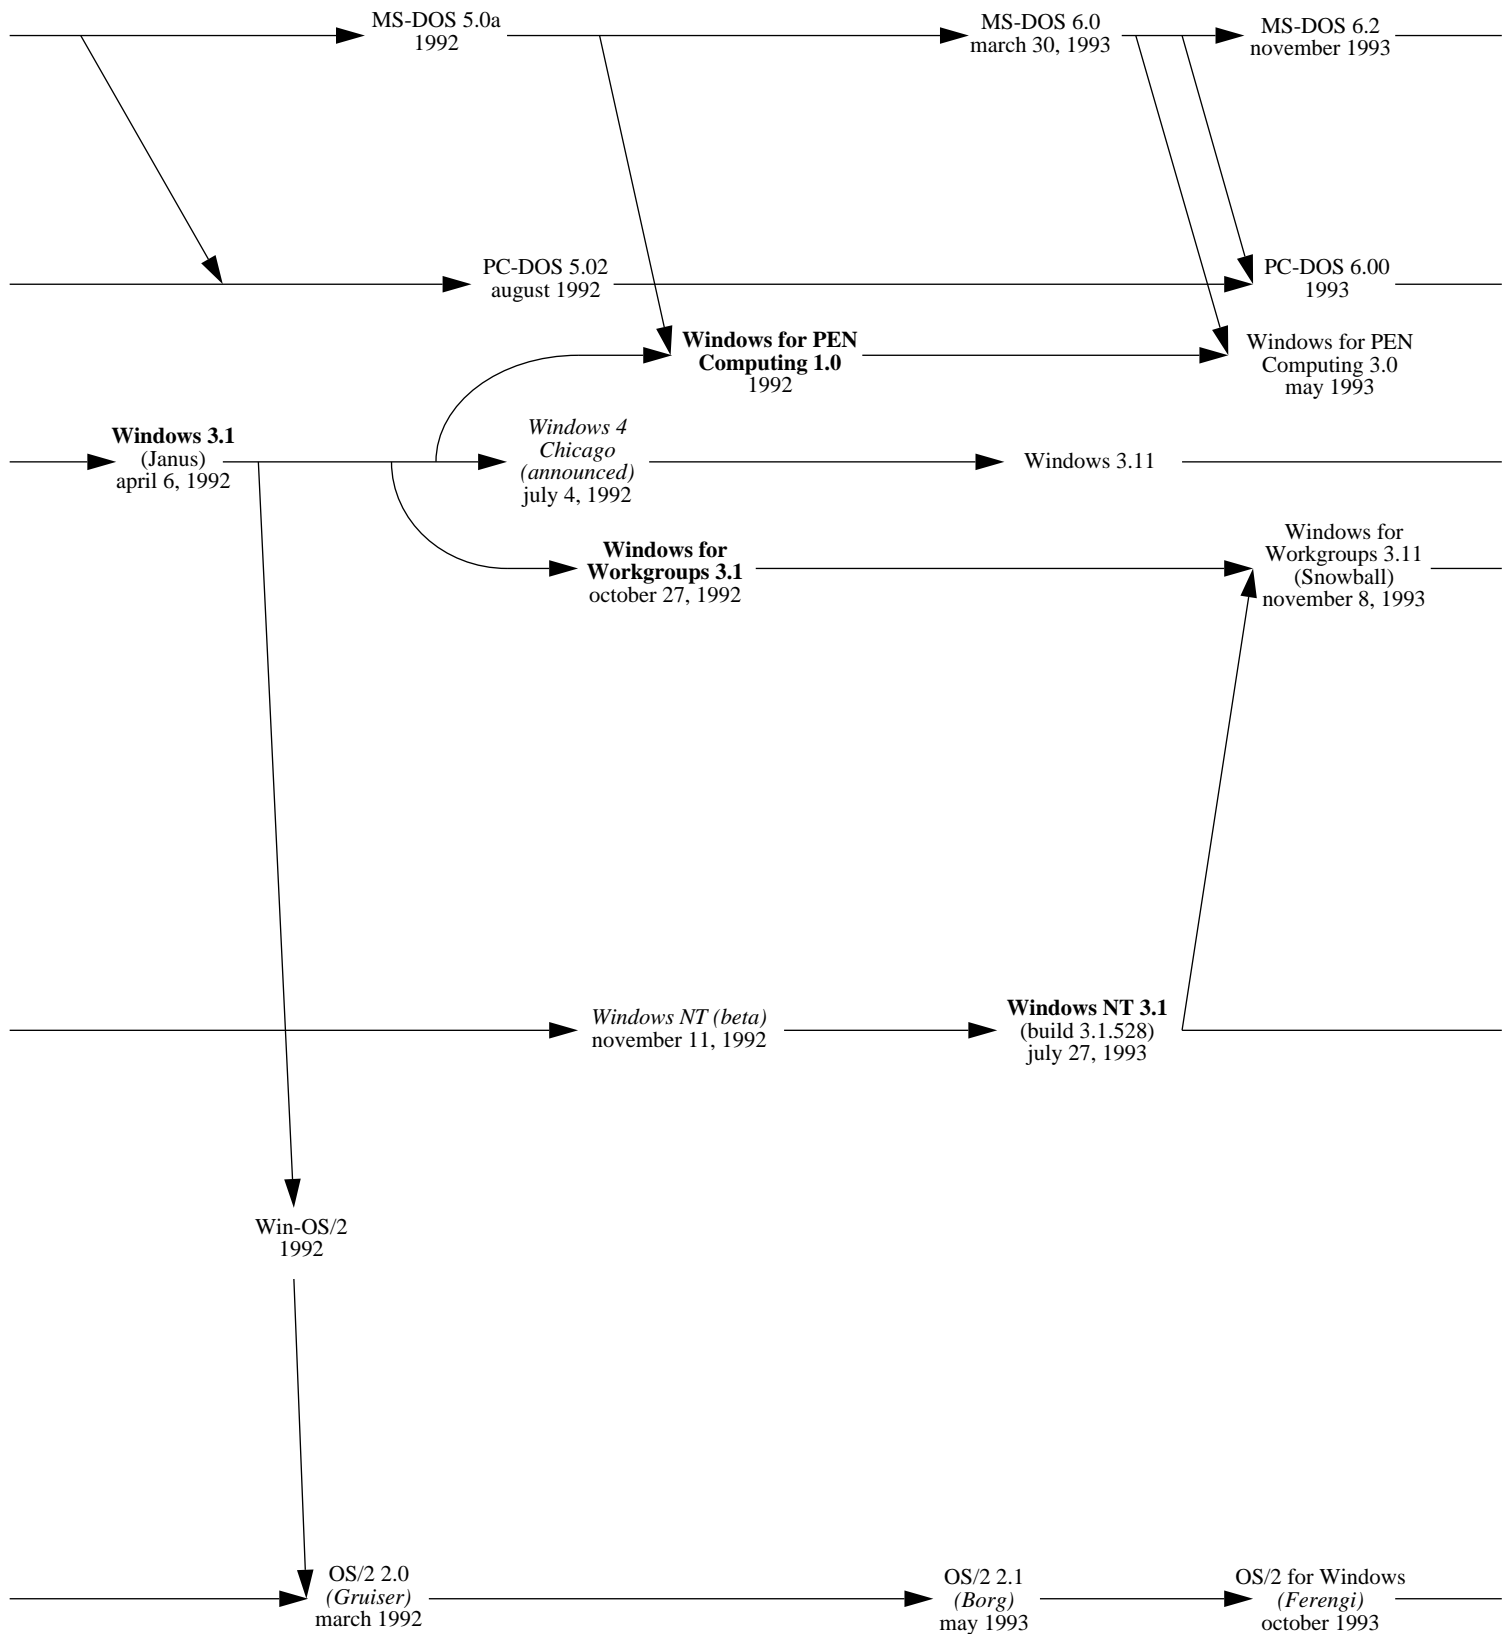 MS-DOS 5.0a
1992
MS-DOS 6.0
march 30, 1993
MS-DOS 6.2
november 1993
PC-DOS 5.02
august 1992
PC-DOS 6.00
1993
Windows for PEN
Computing 1.0
1992
Windows for PEN
Computing 3.0
may 1993
Windows 3.1
(Janus)
april 6, 1992
Windows 4
Chicago
(announced)
july 4, 1992
Windows 3.11
Windows for
Workgroups 3.1
october 27, 1992
Windows for
Workgroups 3.11
(Snowball)
november 8, 1993
Windows NT (beta)
november 11, 1992
Windows NT 3.1
(build 3.1.528)
july 27, 1993
Win-OS/2
1992
OS/2 2.0
(Gruiser)
march 1992
OS/2 2.1
(Borg)
may 1993
OS/2 for Windows
(Ferengi)
october 1993